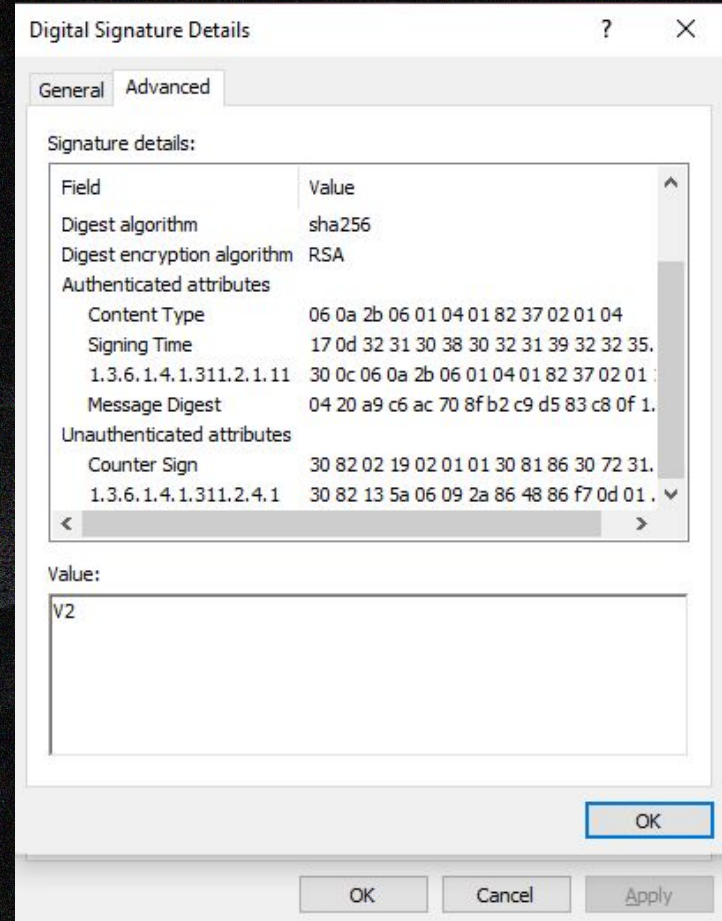 Digital Signature Details ? ×
General Advanced
Signature details:
Field Value
Digest algorithm sha256
Digest encryption algorithm RSA
Authenticated attributes
Content Type 06 0a 2b 06 01 04 01 82 37 02 01 04
Signing Time 17 0d 32 31 30 38 30 32 31 39 32 32 35.
1.3.6.1.4.1.311.2.1.11 30 0c 06 0a 2b 06 01 04 01 82 37 02 01
Message Digest 04 20 a9 c6 ac 70 8f b2 c9 d5 83 c8 0f 1.
Unauthenticated attributes
Counter Sign 30 82 02 19 02 01 01 30 81 86 30 72 31.
1.3.6.1.4.1.311.2.4.1 30 82 13 5a 06 09 2a 86 48 86 f7 0d 01 .
Value:
V2
OK
OK Cancel Apply